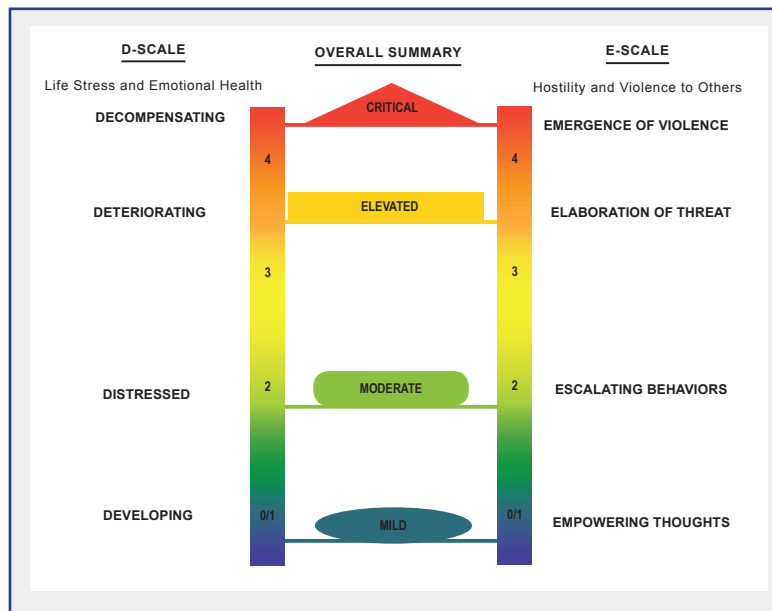 D-SCALE
OVERALL SUMMARY
E-SCALE
Life Stress and Emotional Health
Hostility and Violence to Others
DECOMPENSATING
CRITICAL
EMERGENCE OF VIOLENCE
4
4
DETERIORATING
ELEVATED
ELABORATION OF THREAT
3
3
DISTRESSED
2
MODERATE
2
ESCALATING BEHAVIORS
DEVELOPING
0/1
MILD
0/1
EMPOWERING THOUGHTS